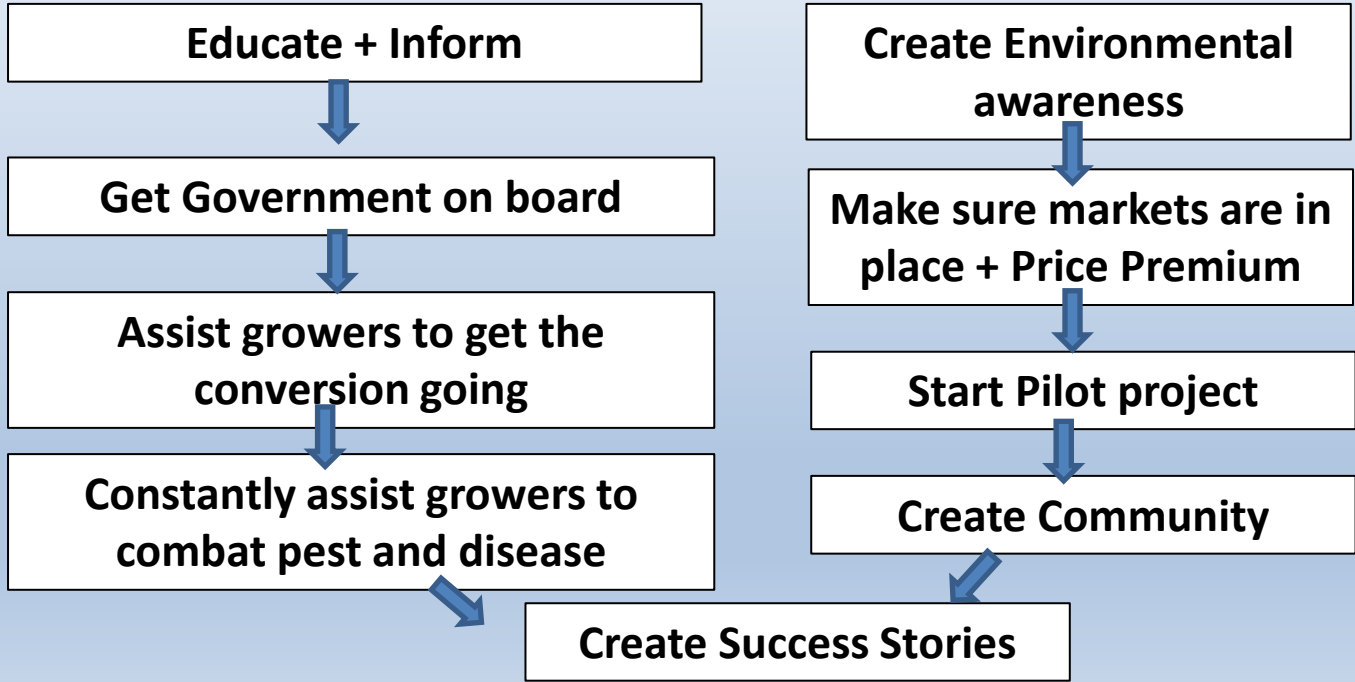 Educate + Inform
Get Government on board
Assist growers to get the
conversion going
Constantly assist growers to
combat pest and disease
Create Environmental
awareness
Make sure markets are in
place + Price Premium
Start Pilot project
Create Community
Create Success Stories